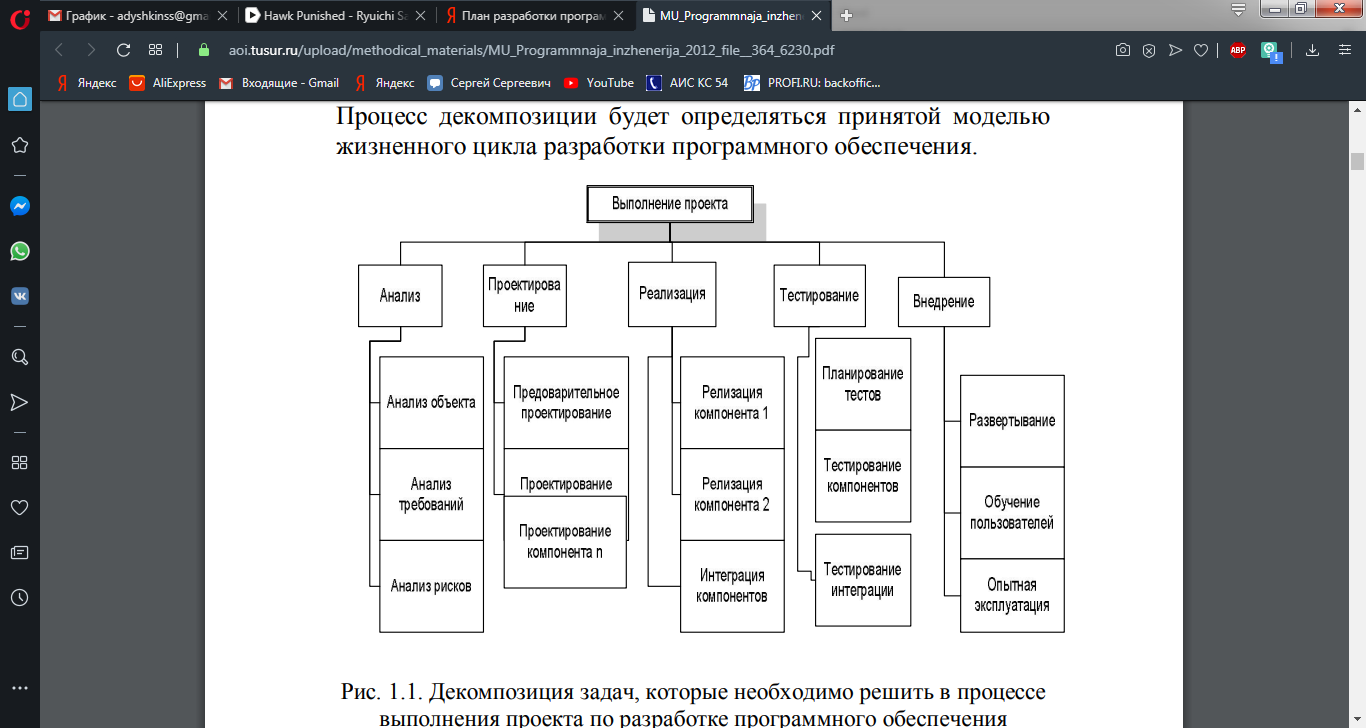 График - adyshkinss@gma
Hawk Punished - Ryuichi Sa
План разработки програм
MU_Programmnaja_inzhene
aoi.tusur.ru/upload/methodical_materials/MU_Programmnaja_inzhenerija_2012_file__364_6230.pdf
ABP
Яндекс
AliExpress
Входящие - Gmail
Яндекс
Сергей Сергеевич
YouTube
АИС КС 54
PROFI.RU: backoffic...
Процесс декомпозиции будет определяться принятой моделью
жизненного цикла разработки программного обеспечения.
Выполнение проекта
Анализ
Проектирова
ние
Реализация
Тестирование
Внедрение
Анализ объекта
Анализ
требований
Анализ рисков
Предоварительное
проектирование
Проектирование
Проектирование
компонента n
Релизация
компонента 1
Релизация
компонента 2
Интеграция
компонентов
Планирование
тестов
Тестирование
компонентов
Тестирование
интеграции
Развертывание
Обучение
пользователей
Опытная
эксплуатация
Рис. 1.1. Декомпозиция задач, которые необходимо решить в процессе
выполнения проекта по разработке программного обеспечения